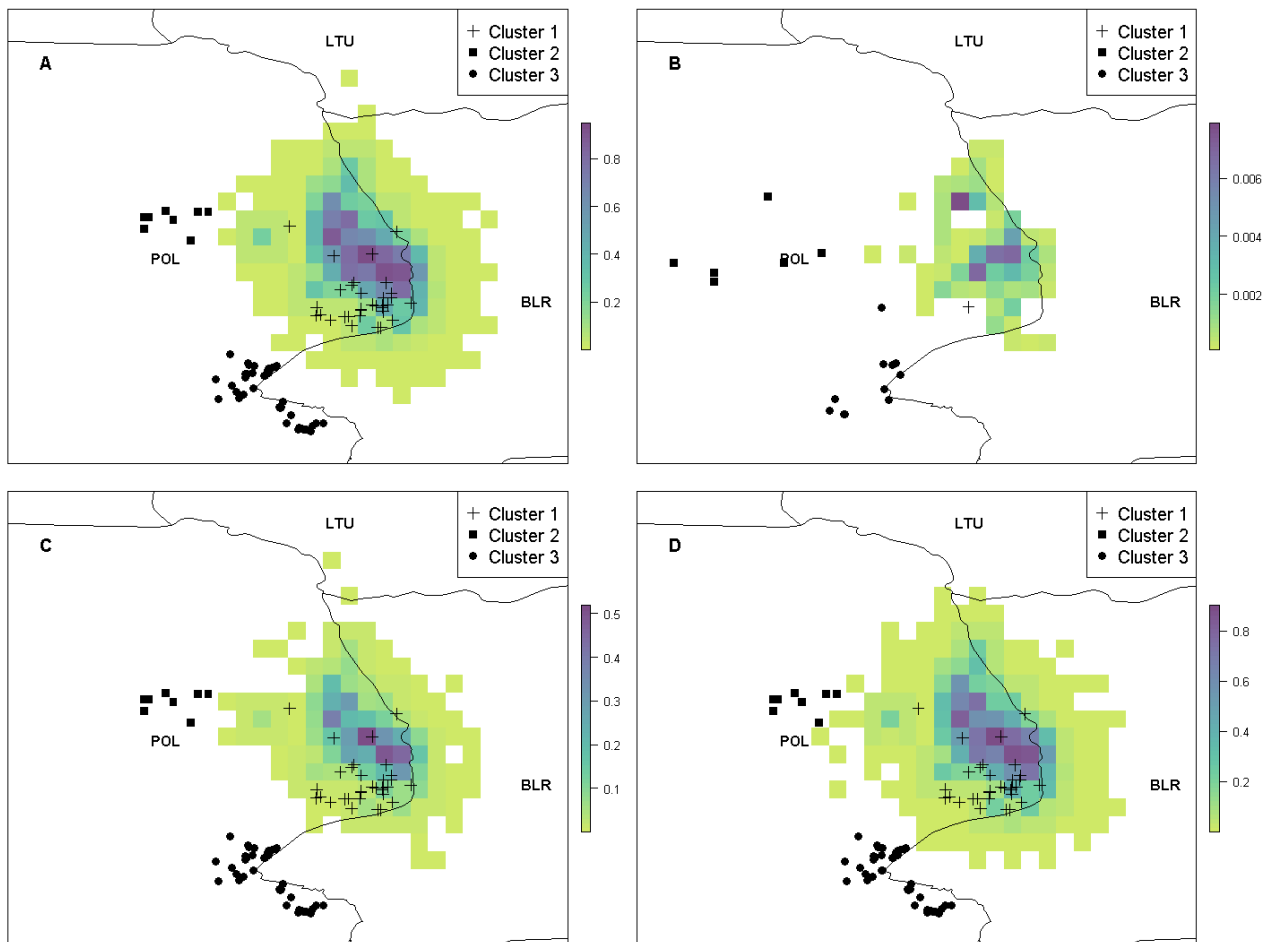 A
LTU
POL
BLR
Cluster 1
Cluster 2
Cluster 3
0.8
0.6
0.4
0.2
B
LTU
POL
BLR
Cluster 1
Cluster 2
Cluster 3
0.006
0.004
0.002
C
LTU
POL
BLR
Cluster 1
Cluster 2
Cluster 3
0.5
0.4
0.3
0.2
0.1
D
LTU
POL
BLR
Cluster 1
Cluster 2
Cluster 3
0.8
0.6
0.4
0.2